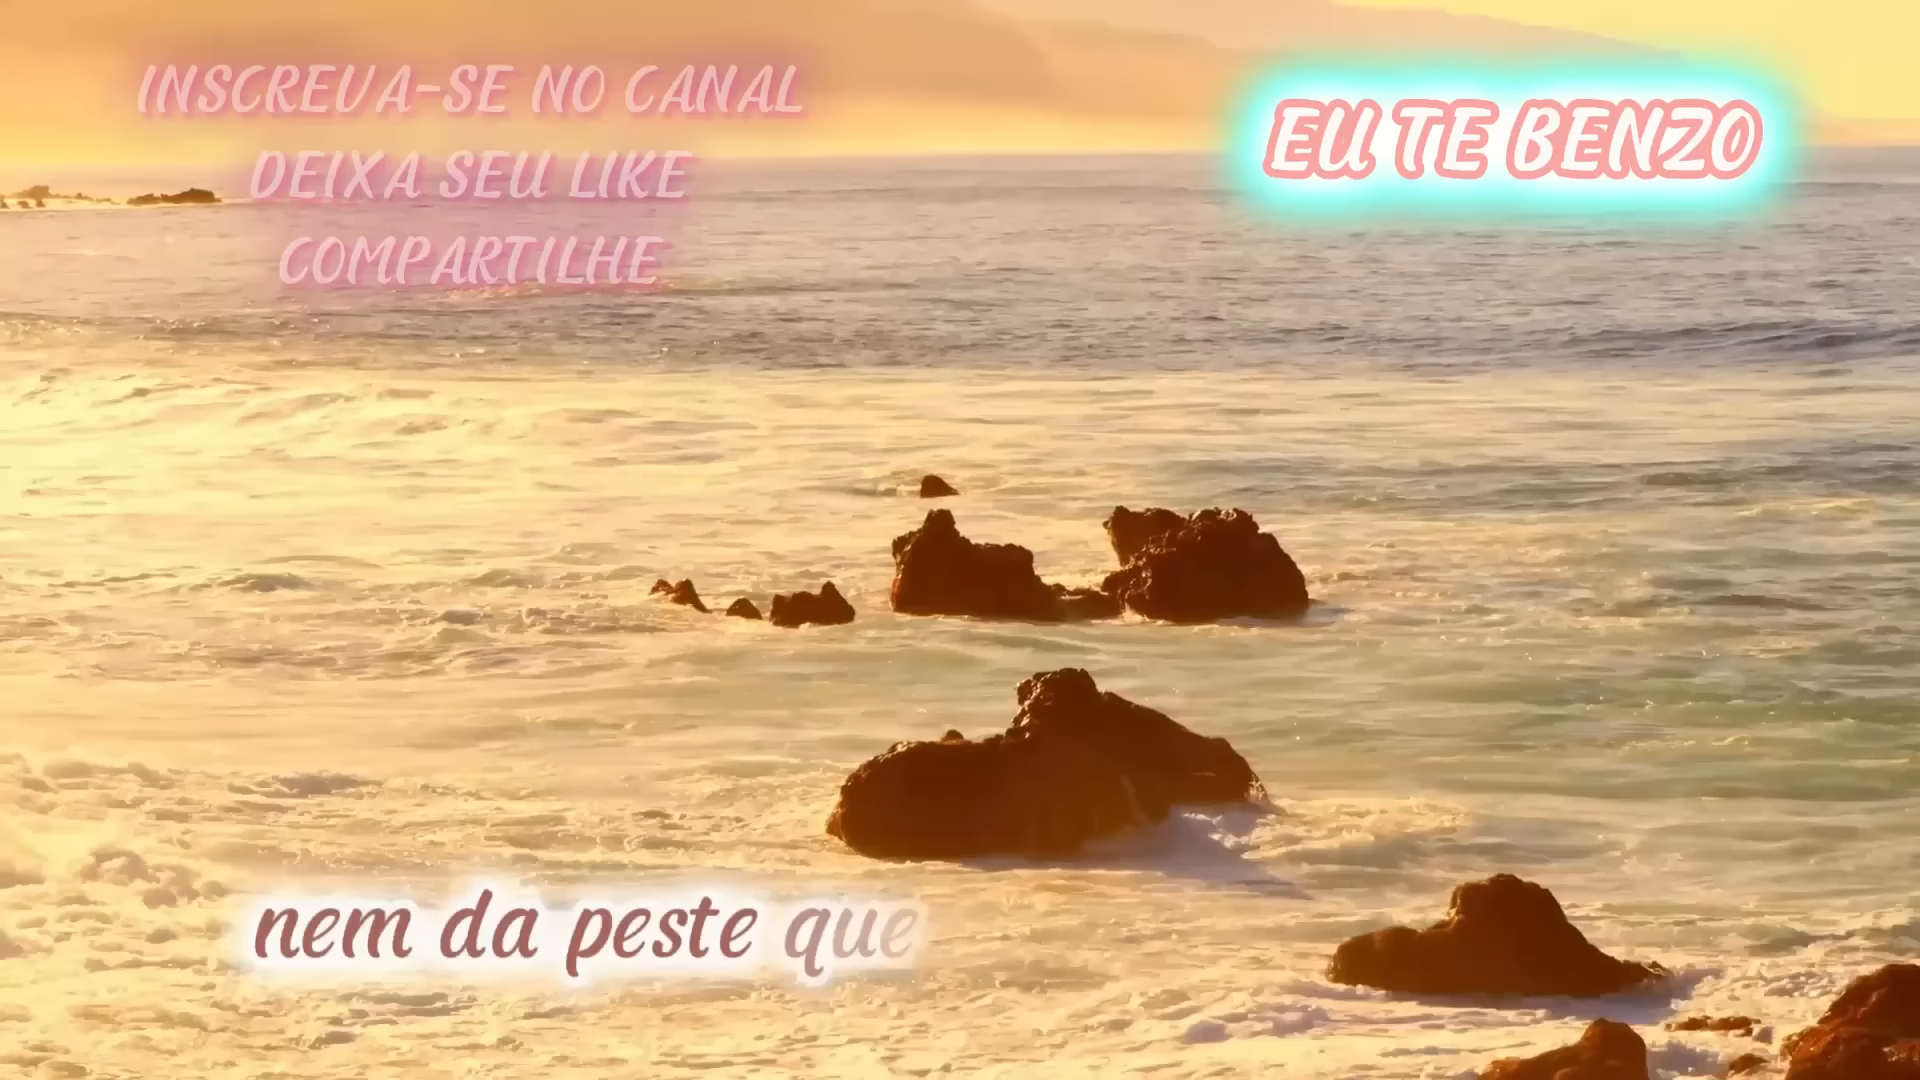 INSCREVA-SE NO CANAL
DEIXA SEU LIKE
COMPARTILHE
EU TE BENZO
nem da peste que